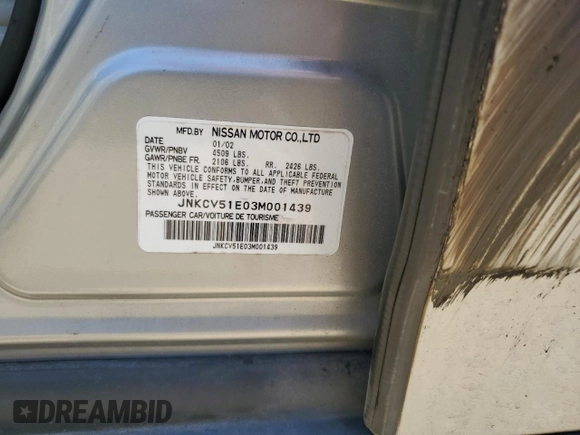 MFD.BY NISSAN MOTOR CO.,LTD
DATE 01/02
GVWR/PNBV 4509 LBS.
GAWR/PNBE FR. 2106 LBS. RR. 2426 LBS.
THIS VEHICLE CONFORMS TO ALL APPLICABLE FEDERAL
MOTOR VEHICLE SAFETY,BUMPER,AND THEFT PREVENTION
STANDARDS IN EFFECT ON THE DATE OF MANUFACTURE
SHOWN ABOVE.
JNKCV51E03M001439
PASSENGER CAR/VOITURE DE TOURISME
JNKCV51E03M001439
DREAMBID